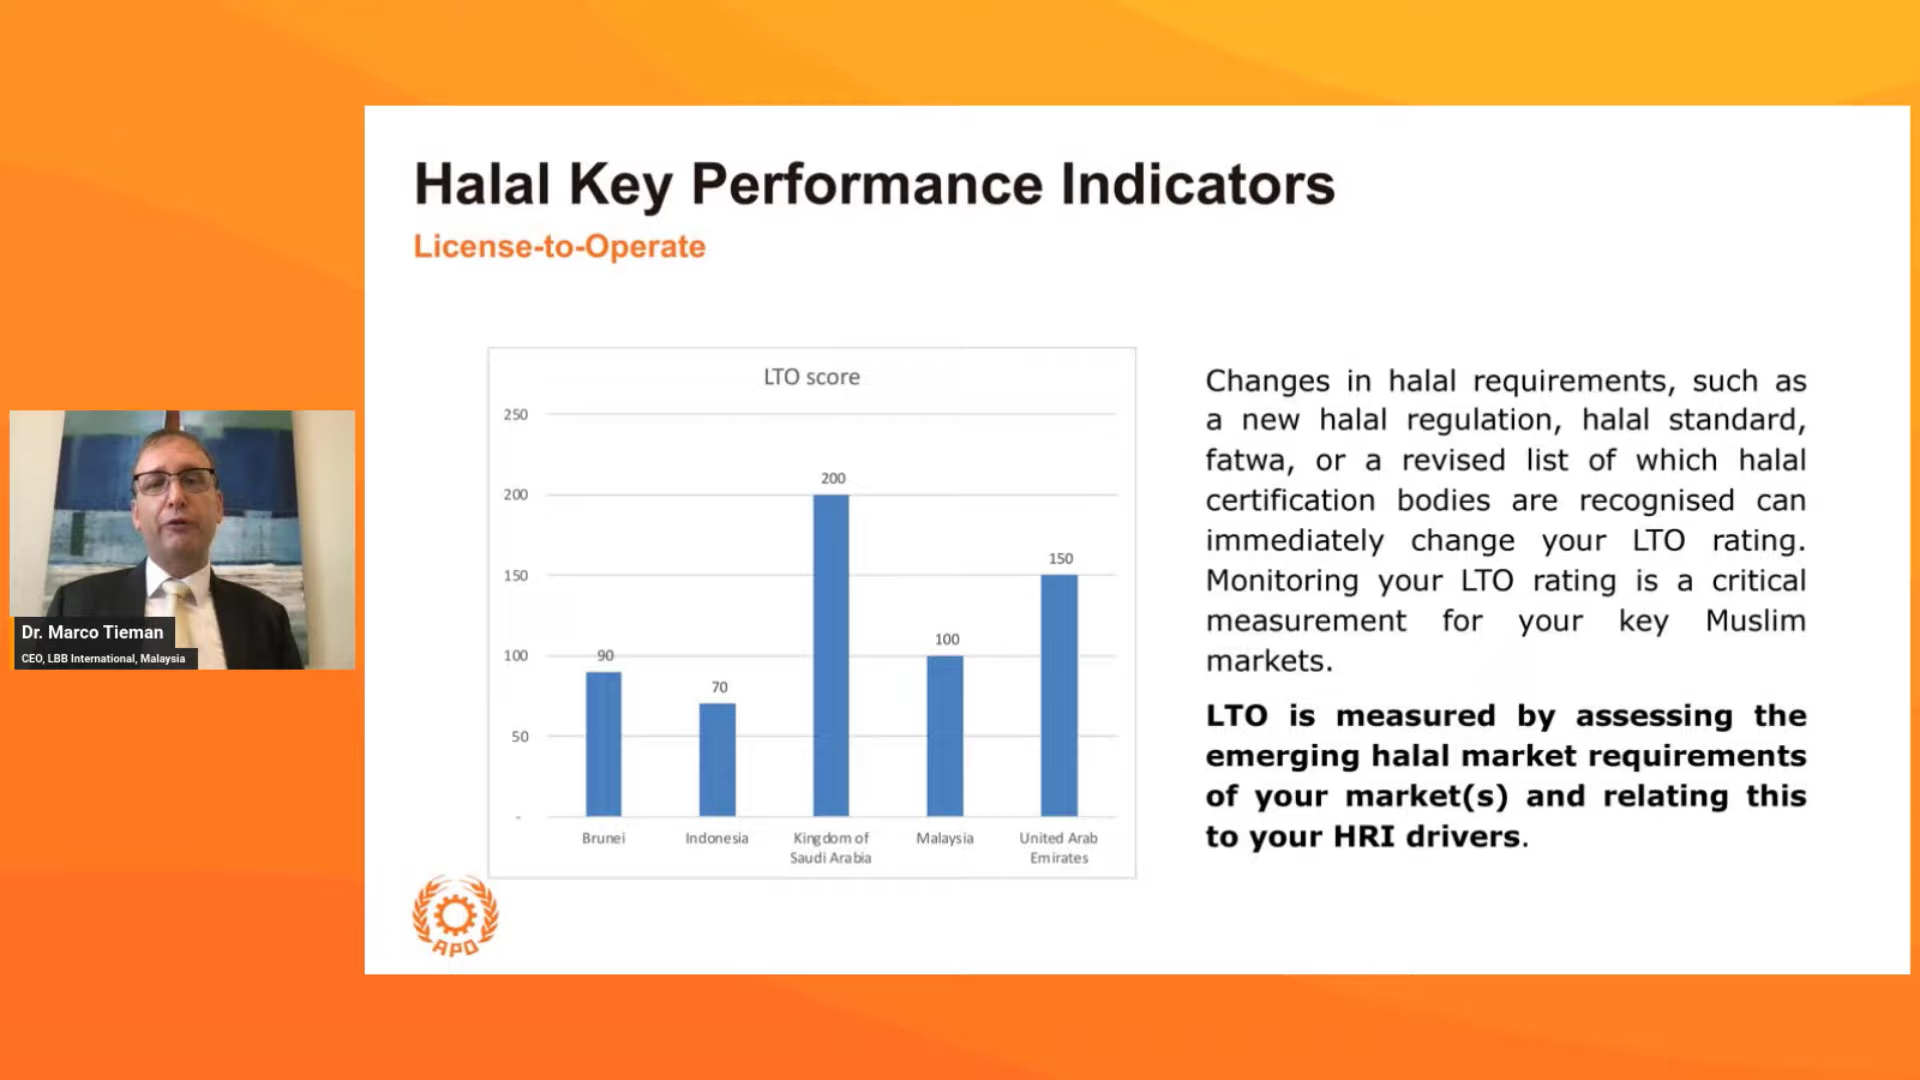 Halal Key Performance Indicators
License-to-Operate
LTO score
250
200
150
100
50
-
90
70
200
100
150
Brunei
Indonesia
Kingdom of
Saudi Arabia
Malaysia
United Arab
Emirates
Changes in halal requirements, such as
a new halal regulation, halal standard,
fatwa, or a revised list of which halal
certification bodies are recognised can
immediately change your LTO rating.
Monitoring your LTO rating is a critical
measurement for your key Muslim
markets.
LTO is measured by assessing the
emerging halal market requirements
of your market(s) and relating this
to your HRI drivers.
Dr. Marco Tieman
CEO, LBB International, Malaysia
APO